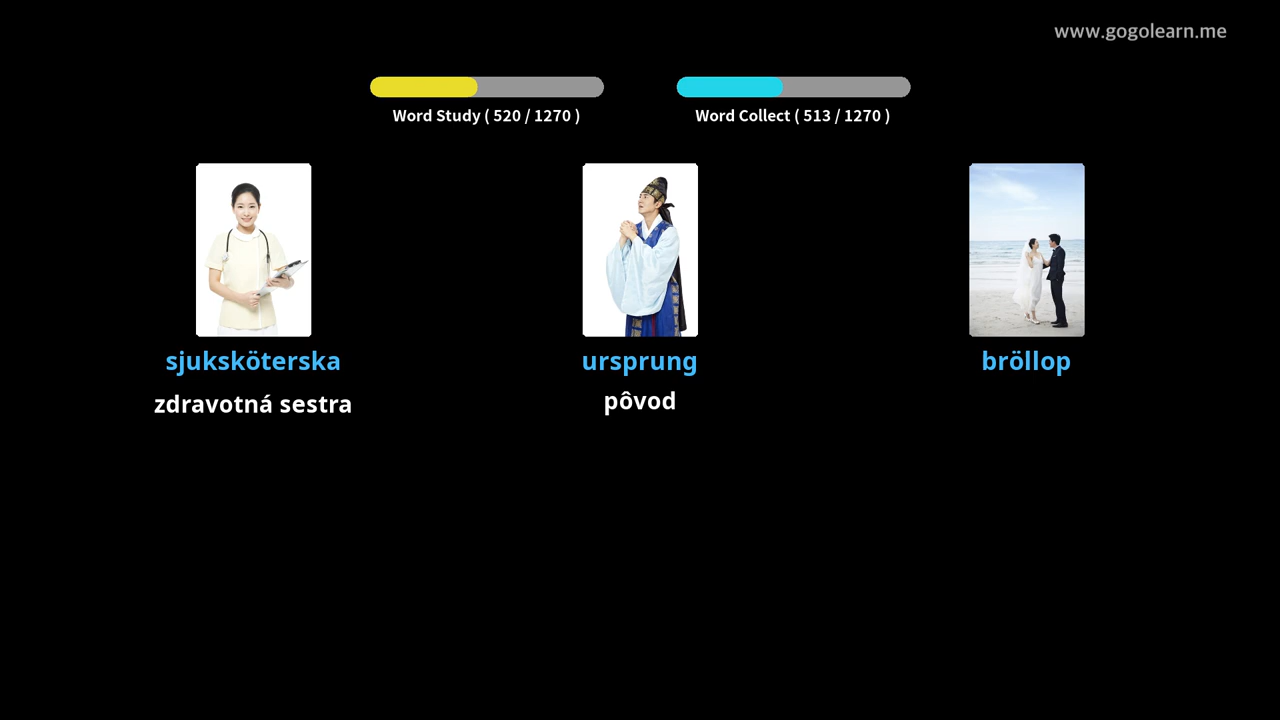 www.gogolearn.me
Word Study ( 520 / 1270 )
Word Collect ( 513 / 1270 )
sjuksköterska
ursprung
bröllop
zdravotná sestra
pôvod